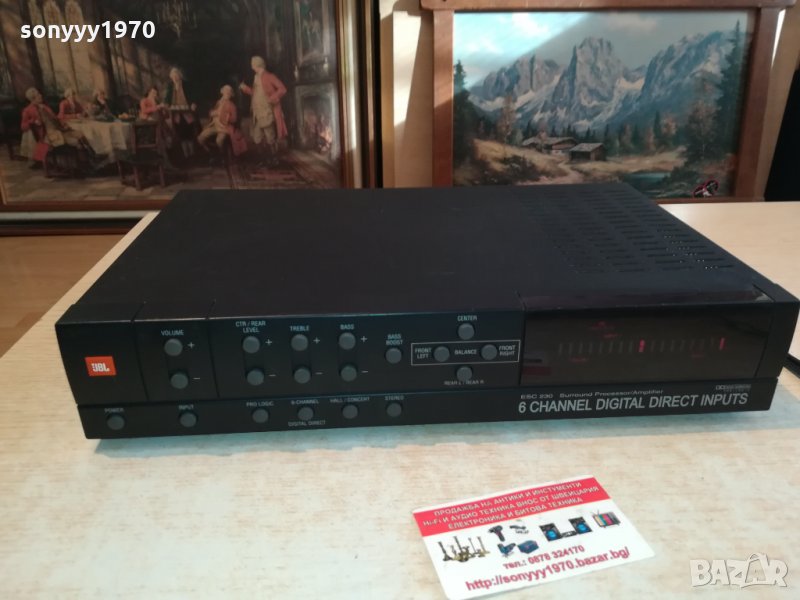 sonyyy1970
VOLUME
+
−
CTR / REAR
LEVEL
+
−
TREBLE
+
−
BASS
+
−
BASS
BOOST
CENTER
FRONT
LEFT
BALANCE
FRONT
RIGHT
REAR L / REAR R
JBL
POWER
INPUT
PRO LOGIC
6-CHANNEL
DIGITAL DIRECT
HALL / CONCERT
STEREO
ESC 230 Surround Processor/Amplifier
6 CHANNEL DIGITAL DIRECT INPUTS
ПРОДАЖБА НА АНТИКИ И ИНСТУМЕНТИ
Hi-Fi И АУДИО ТЕХНИКА ВНОС ОТ ШВЕИЦАРИЯ
ЕЛЕКТРОНИКА И БИТОВА ТЕХНИКА
ТЕЛ.: 0878 324170
http://sonyyy1970.bazar.bg/
BAZAR